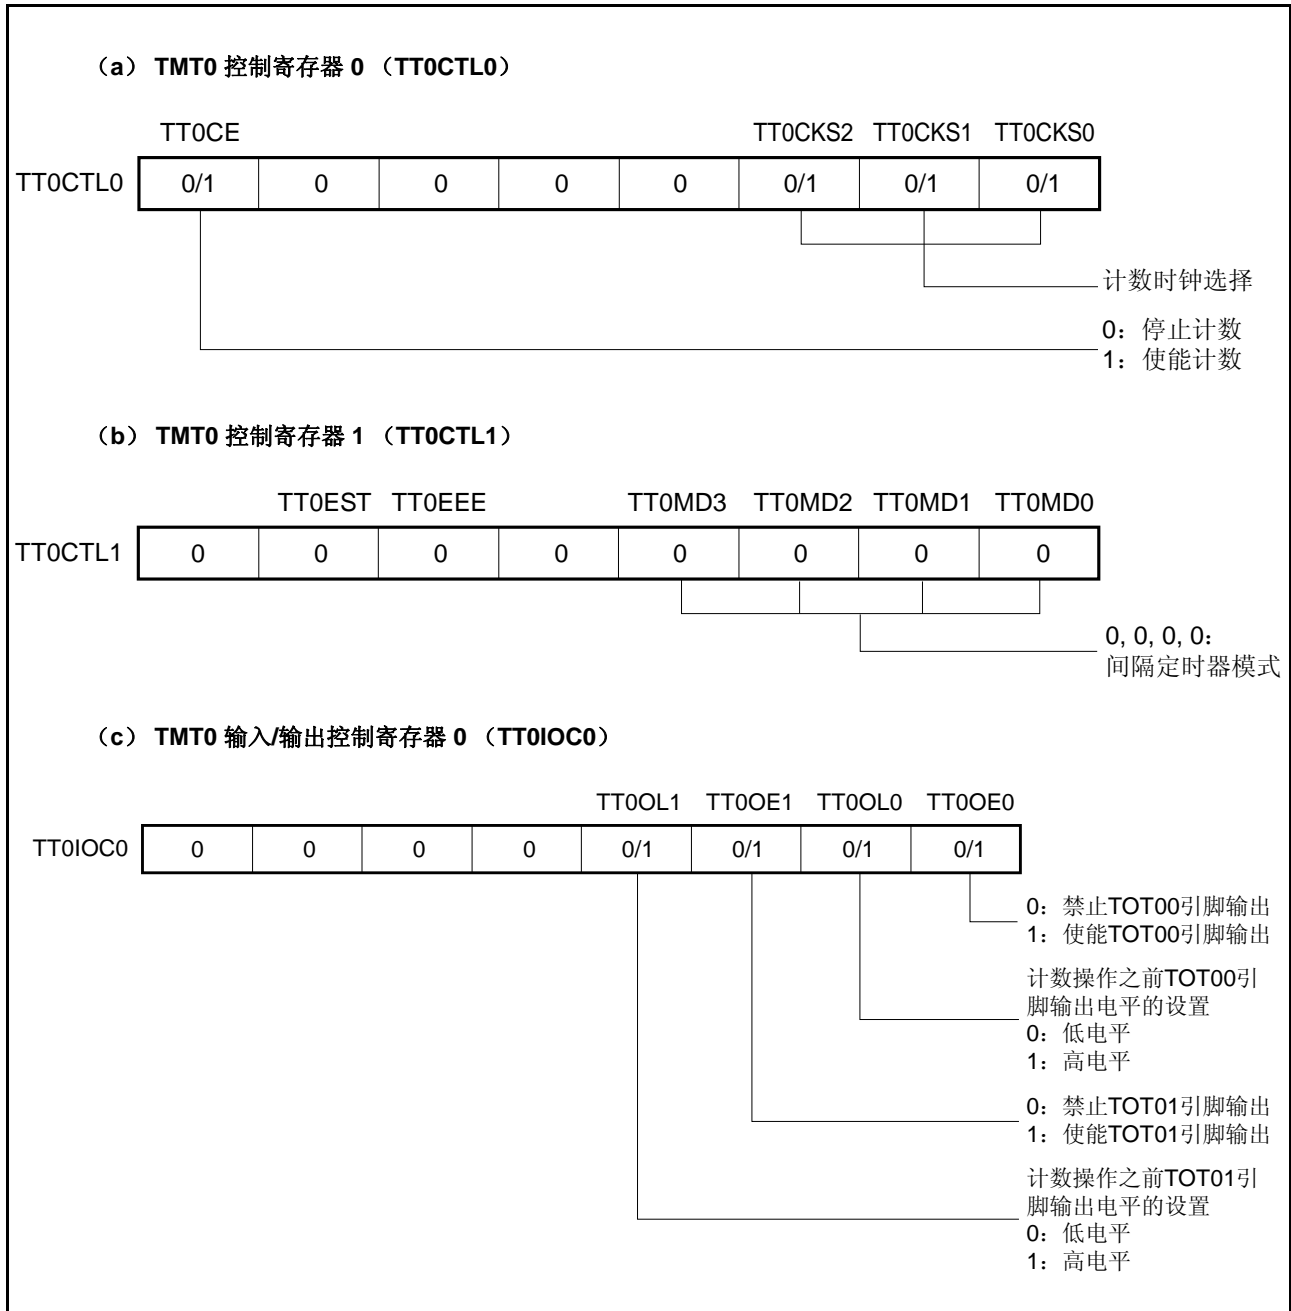 （a） TMT0 控制寄存器 0 （TT0CTL0）
TT0CE TT0CKS2 TT0CKS1 TT0CKS0
TT0CTL0 0/1 0 0 0 0 0/1 0/1 0/1
计数时钟选择
0：停止计数
1：使能计数
（b） TMT0 控制寄存器 1 （TT0CTL1）
TT0EST TT0EEE TT0MD3 TT0MD2 TT0MD1 TT0MD0
TT0CTL1 0 0 0 0 0 0 0 0
0, 0, 0, 0：
间隔定时器模式
（c） TMT0 输入/输出控制寄存器 0 （TT0IOC0）
TT0OL1 TT0OE1 TT0OL0 TT0OE0
TT0IOC0 0 0 0 0 0/1 0/1 0/1 0/1
0：禁止TOT00引脚输出
1：使能TOT00引脚输出
计数操作之前TOT00引
脚输出电平的设置
0：低电平
1：高电平
0：禁止TOT01引脚输出
1：使能TOT01引脚输出
计数操作之前TOT01引
脚输出电平的设置
0：低电平
1：高电平